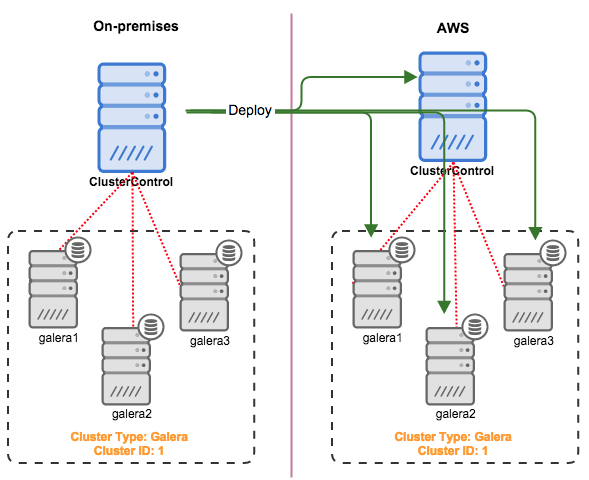 On-premises
AWS
Deploy
ClusterControl
ClusterControl
galera1
galera3
galera2
galera1
galera3
galera2
Cluster Type: Galera
Cluster ID: 1
Cluster Type: Galera
Cluster ID: 1